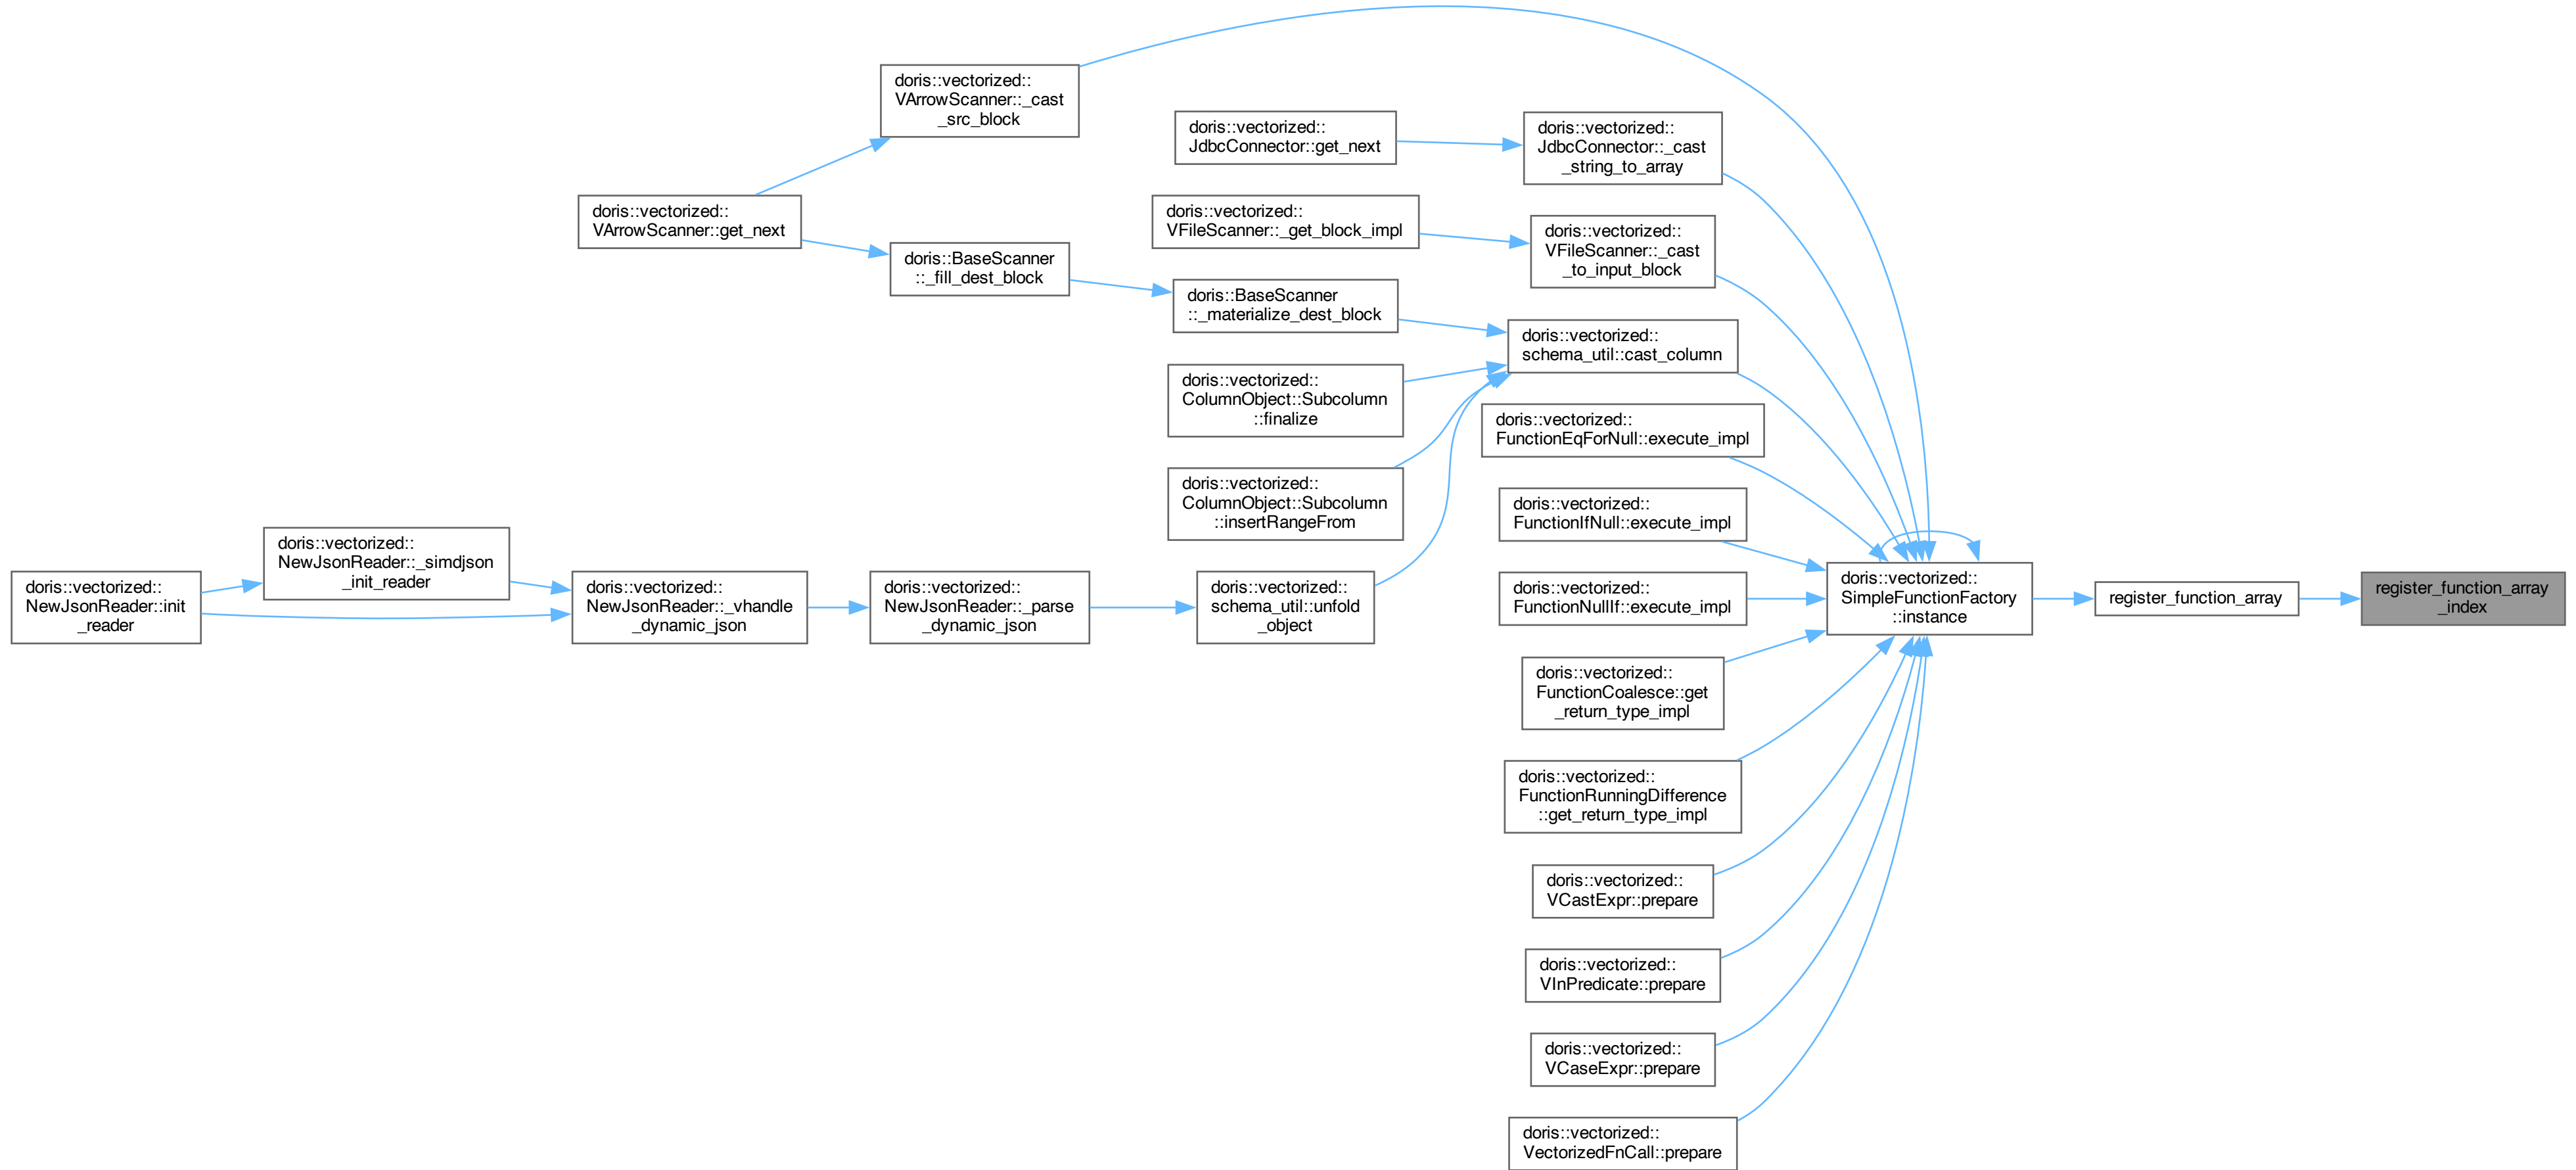 doris::vectorized::
VArrowScanner::_cast
_src_block
doris::vectorized::
JdbcConnector::get_next
doris::vectorized::
JdbcConnector::_cast
_string_to_array
doris::vectorized::
VArrowScanner::get_next
doris::vectorized::
VFileScanner::_get_block_impl
doris::vectorized::
VFileScanner::_cast
_to_input_block
doris::BaseScanner
::_fill_dest_block
doris::BaseScanner
::_materialize_dest_block
doris::vectorized::
schema_util::cast_column
doris::vectorized::
ColumnObject::Subcolumn
::finalize
doris::vectorized::
FunctionEqForNull::execute_impl
doris::vectorized::
ColumnObject::Subcolumn
::insertRangeFrom
doris::vectorized::
FunctionIfNull::execute_impl
doris::vectorized::
NewJsonReader::init
_reader
doris::vectorized::
NewJsonReader::_simdjson
_init_reader
doris::vectorized::
NewJsonReader::_vhandle
_dynamic_json
doris::vectorized::
NewJsonReader::_parse
_dynamic_json
doris::vectorized::
schema_util::unfold
_object
doris::vectorized::
FunctionNullIf::execute_impl
doris::vectorized::
SimpleFunctionFactory
::instance
register_function_array
register_function_array
_index
doris::vectorized::
FunctionCoalesce::get
_return_type_impl
doris::vectorized::
FunctionRunningDifference
::get_return_type_impl
doris::vectorized::
VCastExpr::prepare
doris::vectorized::
VInPredicate::prepare
doris::vectorized::
VCaseExpr::prepare
doris::vectorized::
VectorizedFnCall::prepare